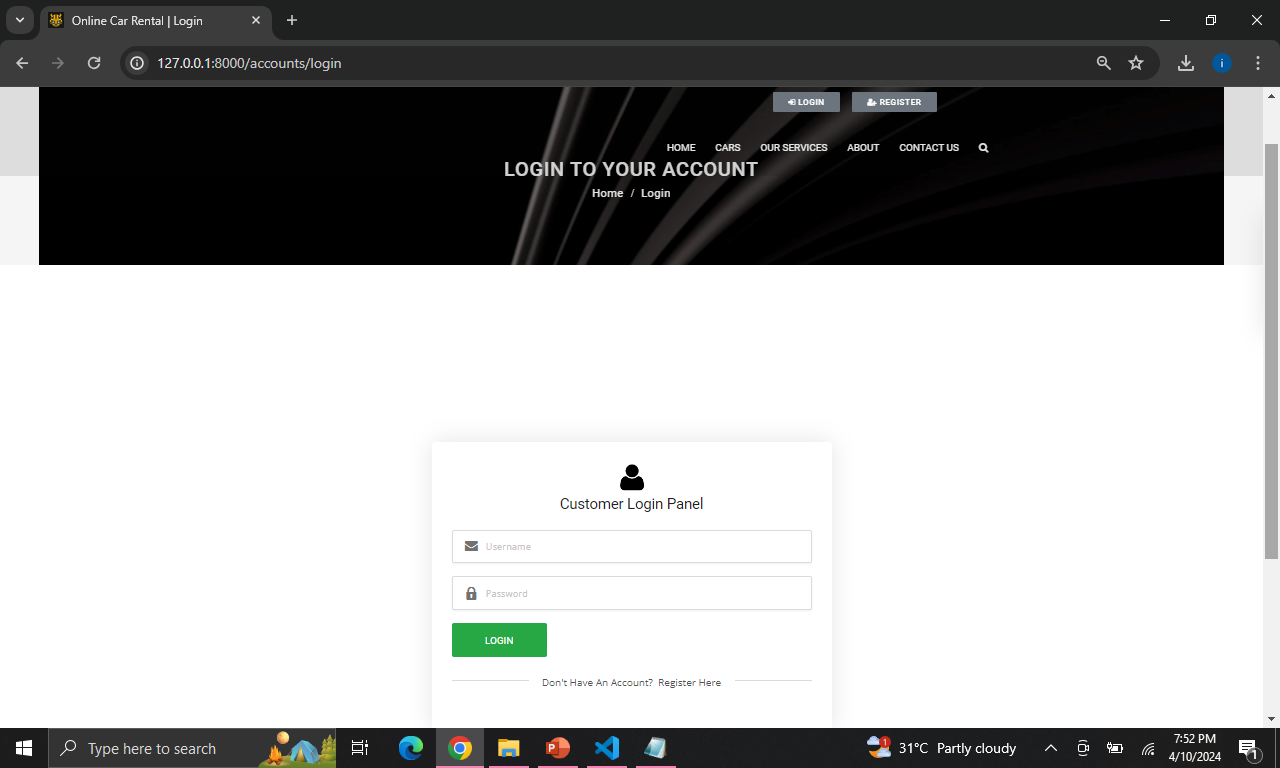 Online Car Rental | Login
127.0.0.1:8000/accounts/login
LOGIN
REGISTER
HOME CARS OUR SERVICES ABOUT CONTACT US
LOGIN TO YOUR ACCOUNT
Home / Login
Customer Login Panel
Username
Password
LOGIN
Don't Have An Account? Register Here
Type here to search
1
31°C Partly cloudy
7:52 PM
4/10/2024
1